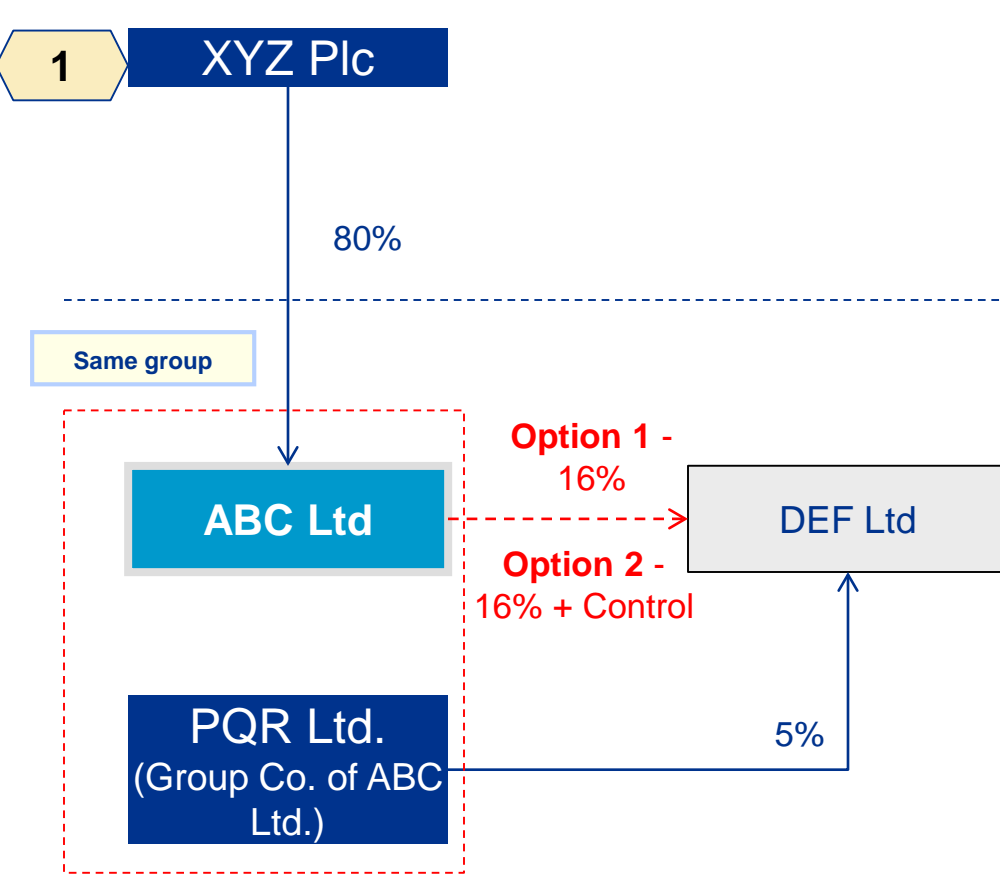 1
XYZ Plc
80%
Same group
Option 1 -
16%
ABC Ltd
DEF Ltd
Option 2 -
16% + Control
PQR Ltd.
(Group Co. of ABC
Ltd.)
5%